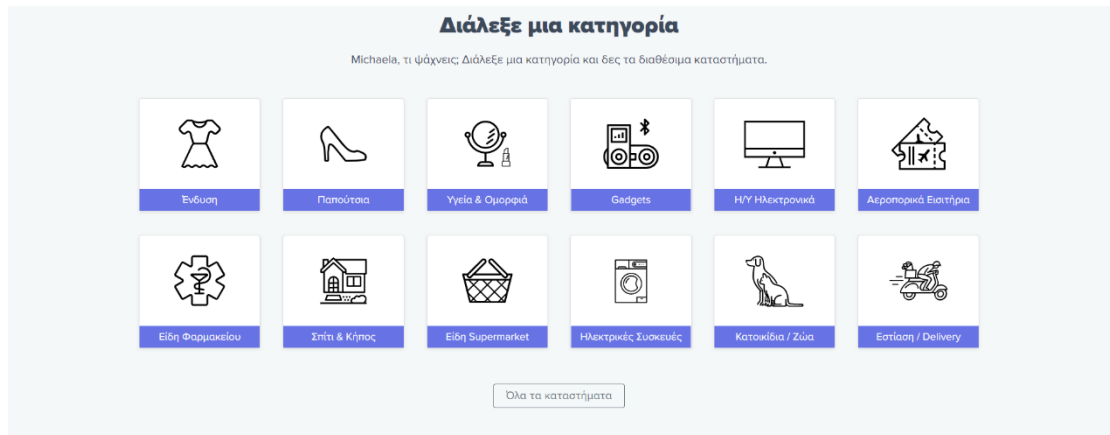 Διάλεξε μια κατηγορία
Michaela, τι ψάχνεις; Διάλεξε μια κατηγορία και δες τα διαθέσιμα καταστήματα.
Ένδυση
Παπούτσια
Υγεία & Ομορφιά
Gadgets
Η/Υ Ηλεκτρονικά
Αεροπορικά Εισιτήρια
Είδη Φαρμακείου
Σπίτι & Κήπος
Είδη Supermarket
Ηλεκτρικές Συσκευές
Κατοικίδια / Ζώα
Εστίαση / Delivery
Όλα τα καταστήματα